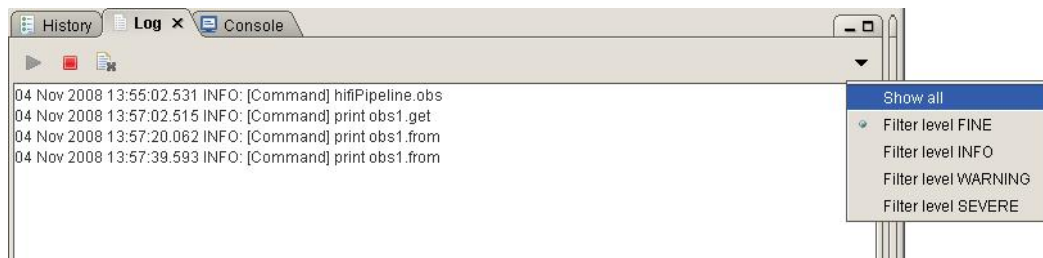 History Log Console
04 Nov 2008 13:55:02.531 INFO: [Command] hifiPipeline.obs
04 Nov 2008 13:57:02.515 INFO: [Command] print obs1.get
04 Nov 2008 13:57:20.062 INFO: [Command] print obs1.from
04 Nov 2008 13:57:39.593 INFO: [Command] print obs1.from
Show all
Filter level FINE
Filter level INFO
Filter level WARNING
Filter level SEVERE